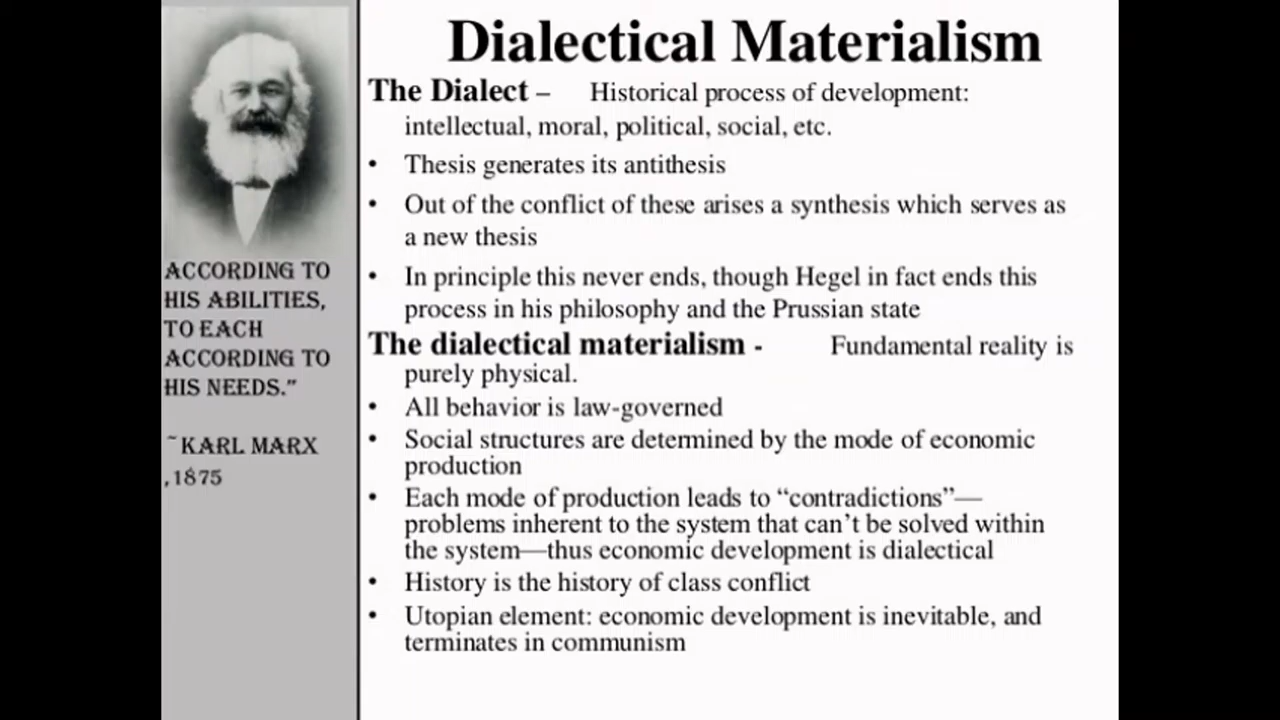 Dialectical Materialism
The Dialect – Historical process of development:
intellectual, moral, political, social, etc.
• Thesis generates its antithesis
• Out of the conflict of these arises a synthesis which serves as
a new thesis
• In principle this never ends, though Hegel in fact ends this
process in his philosophy and the Prussian state
The dialectical materialism - Fundamental reality is
purely physical.
• All behavior is law-governed
• Social structures are determined by the mode of economic
production
• Each mode of production leads to “contradictions”—
problems inherent to the system that can’t be solved within
the system—thus economic development is dialectical
• History is the history of class conflict
• Utopian element: economic development is inevitable, and
terminates in communism
ACCORDING TO
HIS ABILITIES,
TO EACH
ACCORDING TO
HIS NEEDS.”
~KARL MARX
,1875